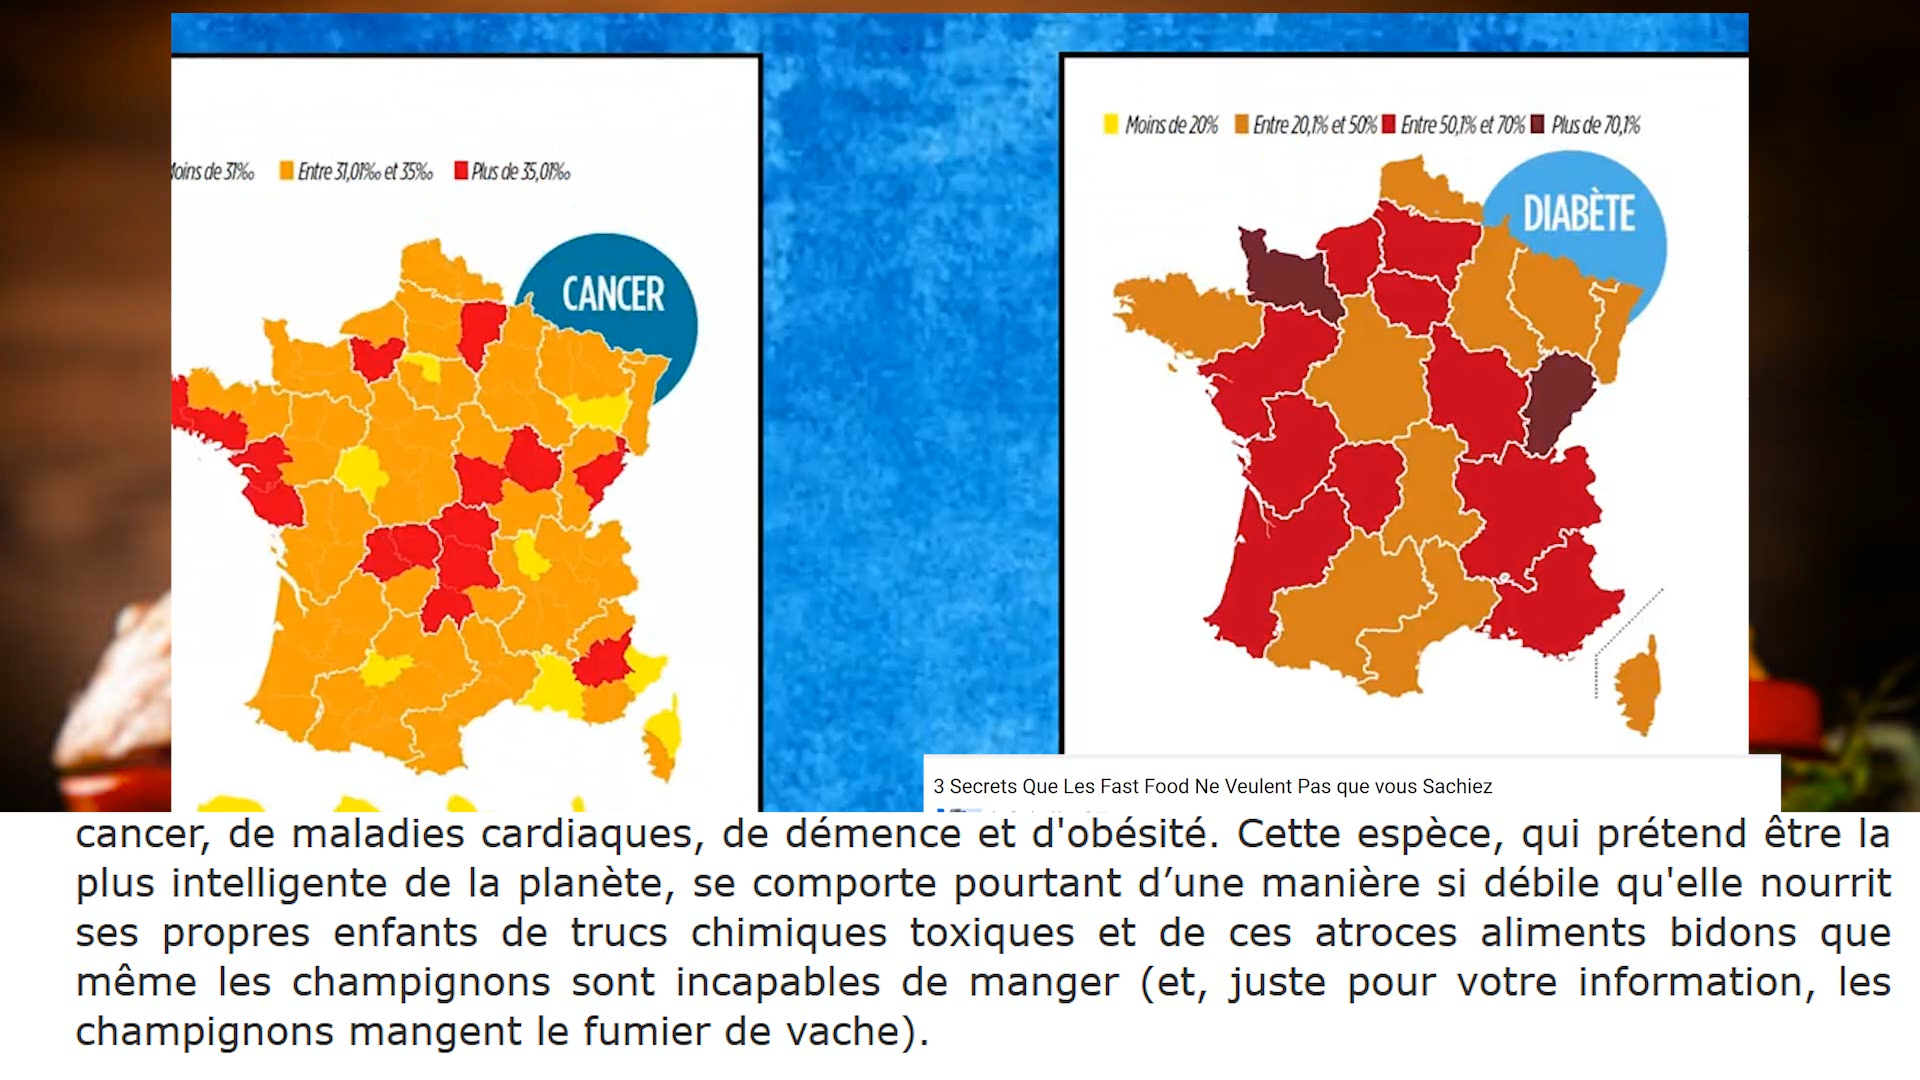 oins de 31‰ Entre 31,01‰ et 35‰ Plus de 35,01‰
CANCER
Moins de 20% Entre 20,1% et 50% Entre 50,1% et 70% Plus de 70,1%
DIABÈTE
3 Secrets Que Les Fast Food Ne Veulent Pas que vous Sachiez
cancer, de maladies cardiaques, de démence et d'obésité. Cette espèce, qui prétend être la
plus intelligente de la planète, se comporte pourtant d’une manière si débile qu'elle nourrit
ses propres enfants de trucs chimiques toxiques et de ces atroces aliments bidons que
même les champignons sont incapables de manger (et, juste pour votre information, les
champignons mangent le fumier de vache).